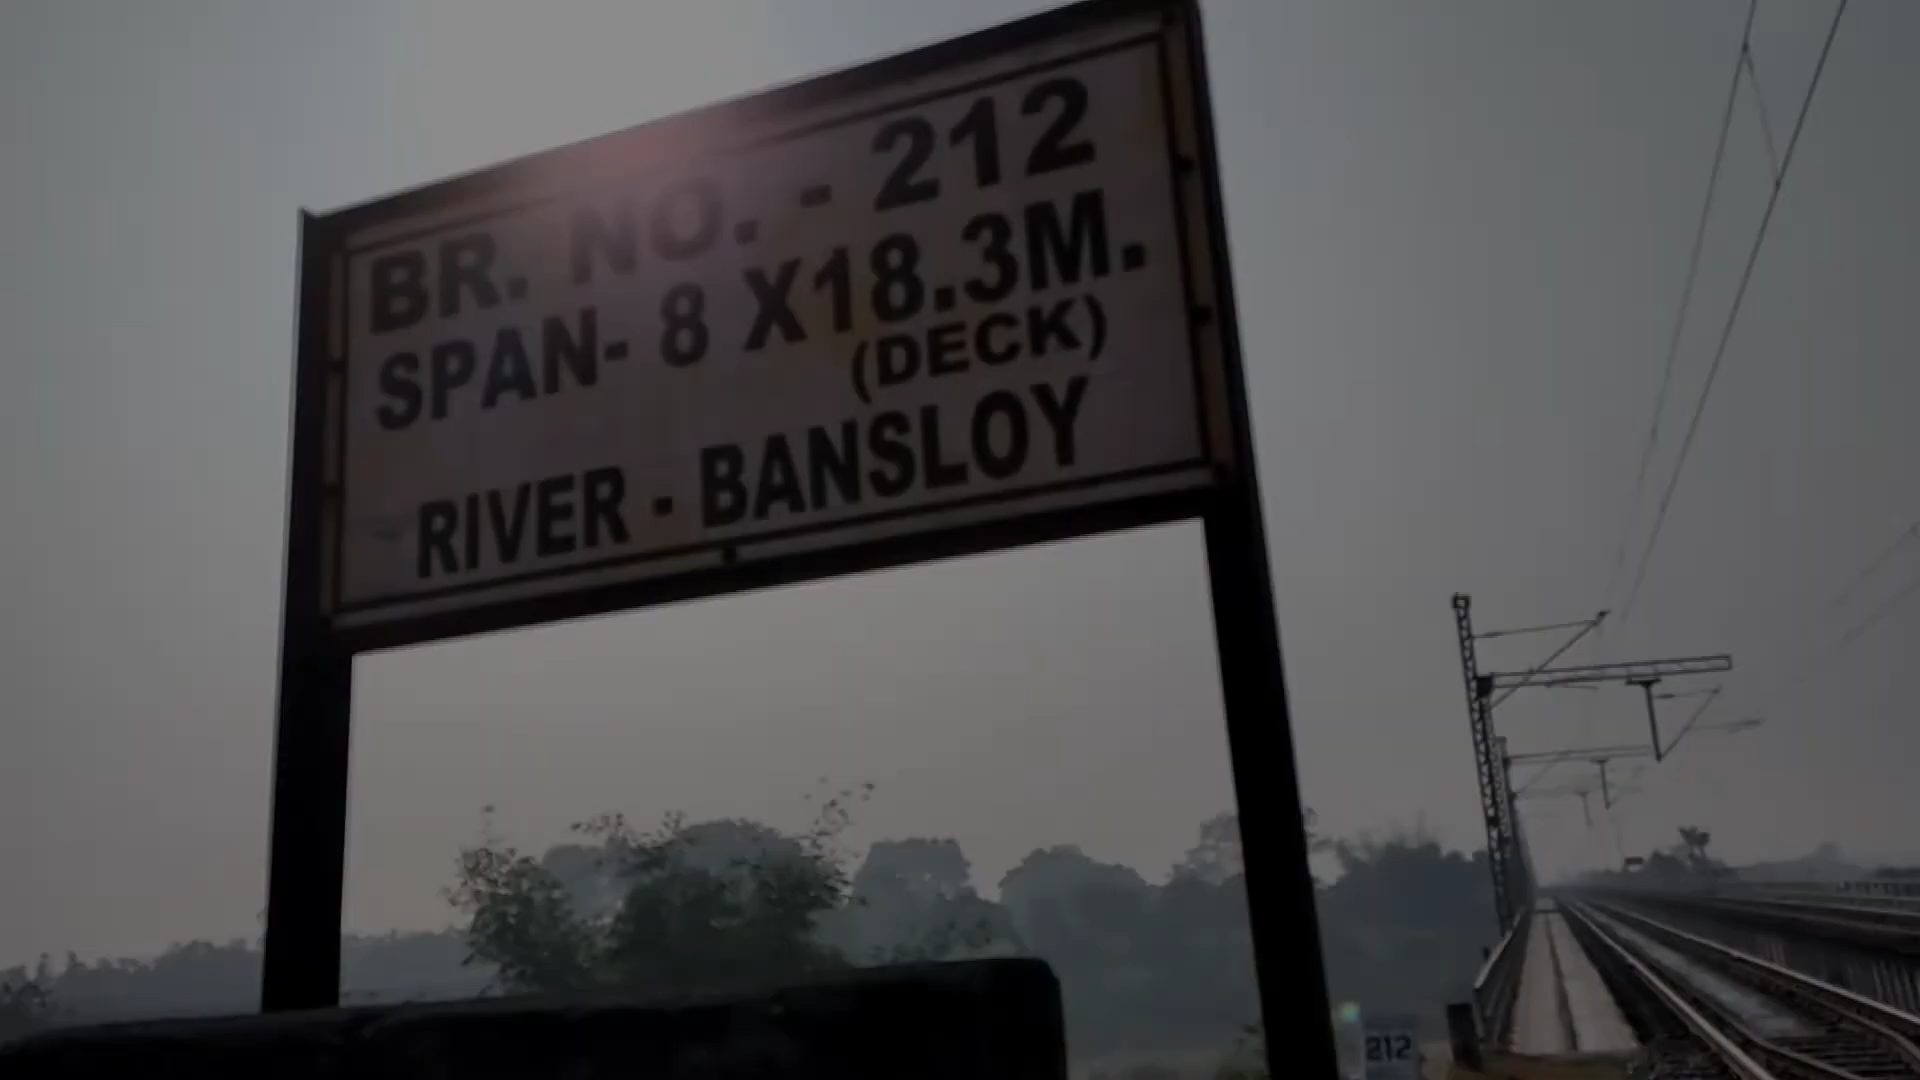 BR. NO. - 212
SPAN- 8 X18.3M.
(DECK)
RIVER - BANSLOY
212